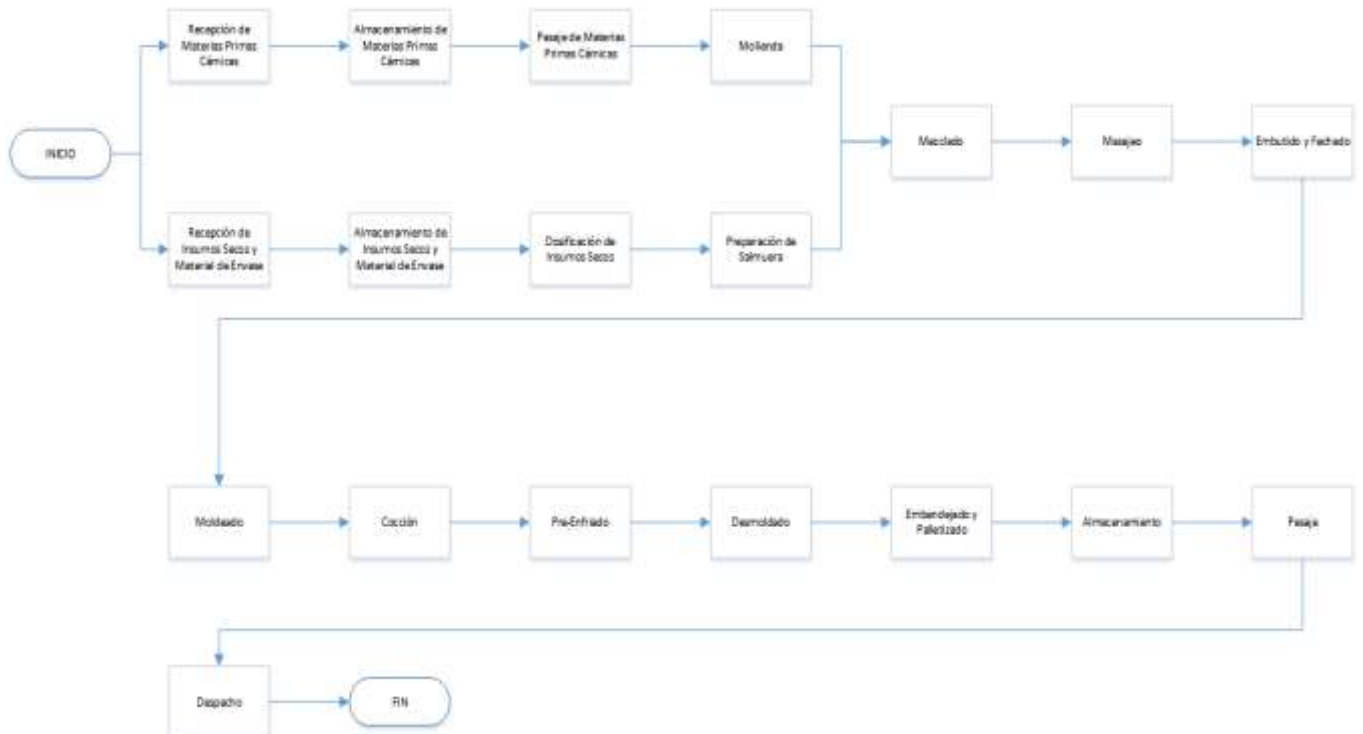 INICIO
Recepción de
Materias Primas
Cárnicas
Almacenamiento de
Materias Primas
Cárnicas
Pesaje de Materias
Primas Cárnicas
Molienda
Recepción de
Insumos Secos y
Material de Envase
Almacenamiento de
Insumos Secos y
Material de Envase
Dosificación de
Insumos Secos
Preparación de
Salmuera
Mezclado
Masajeo
Embutido y Fechado
Moldeado
Cocción
Pre-Enfriado
Desmoldado
Embandejado y
Palletizado
Almacenamiento
Pesaje
Despacho
FIN